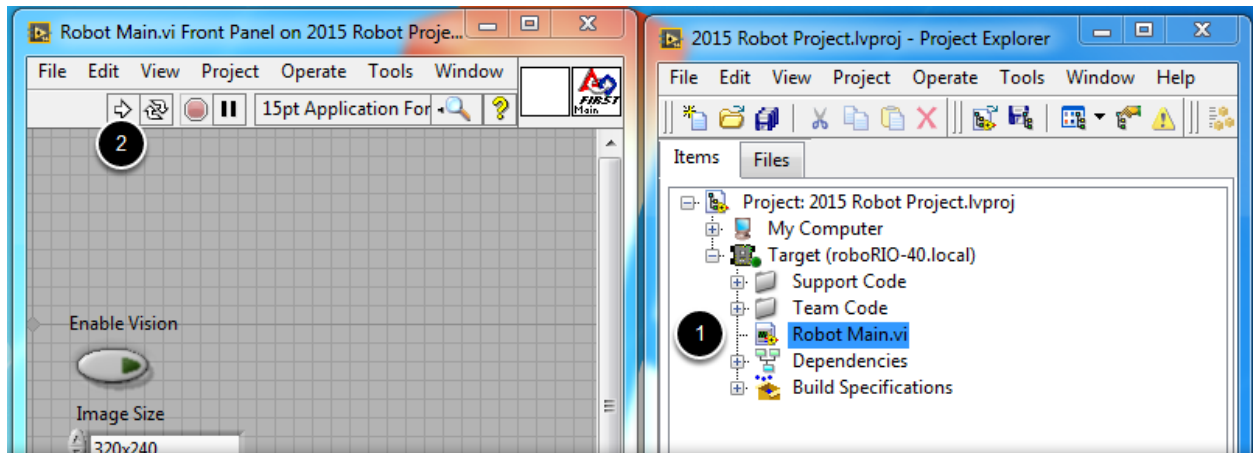 Robot Main.vi Front Panel on 2015 Robot Proje...
File Edit View Project Operate Tools Window
15pt Application For
FIRST
Main
2
Enable Vision
Image Size
320x240
2015 Robot Project.lvproj - Project Explorer
File Edit View Project Operate Tools Window Help
Items Files
Project: 2015 Robot Project.lvproj
My Computer
Target (roboRIO-40.local)
Support Code
Team Code
1 Robot Main.vi
Dependencies
Build Specifications